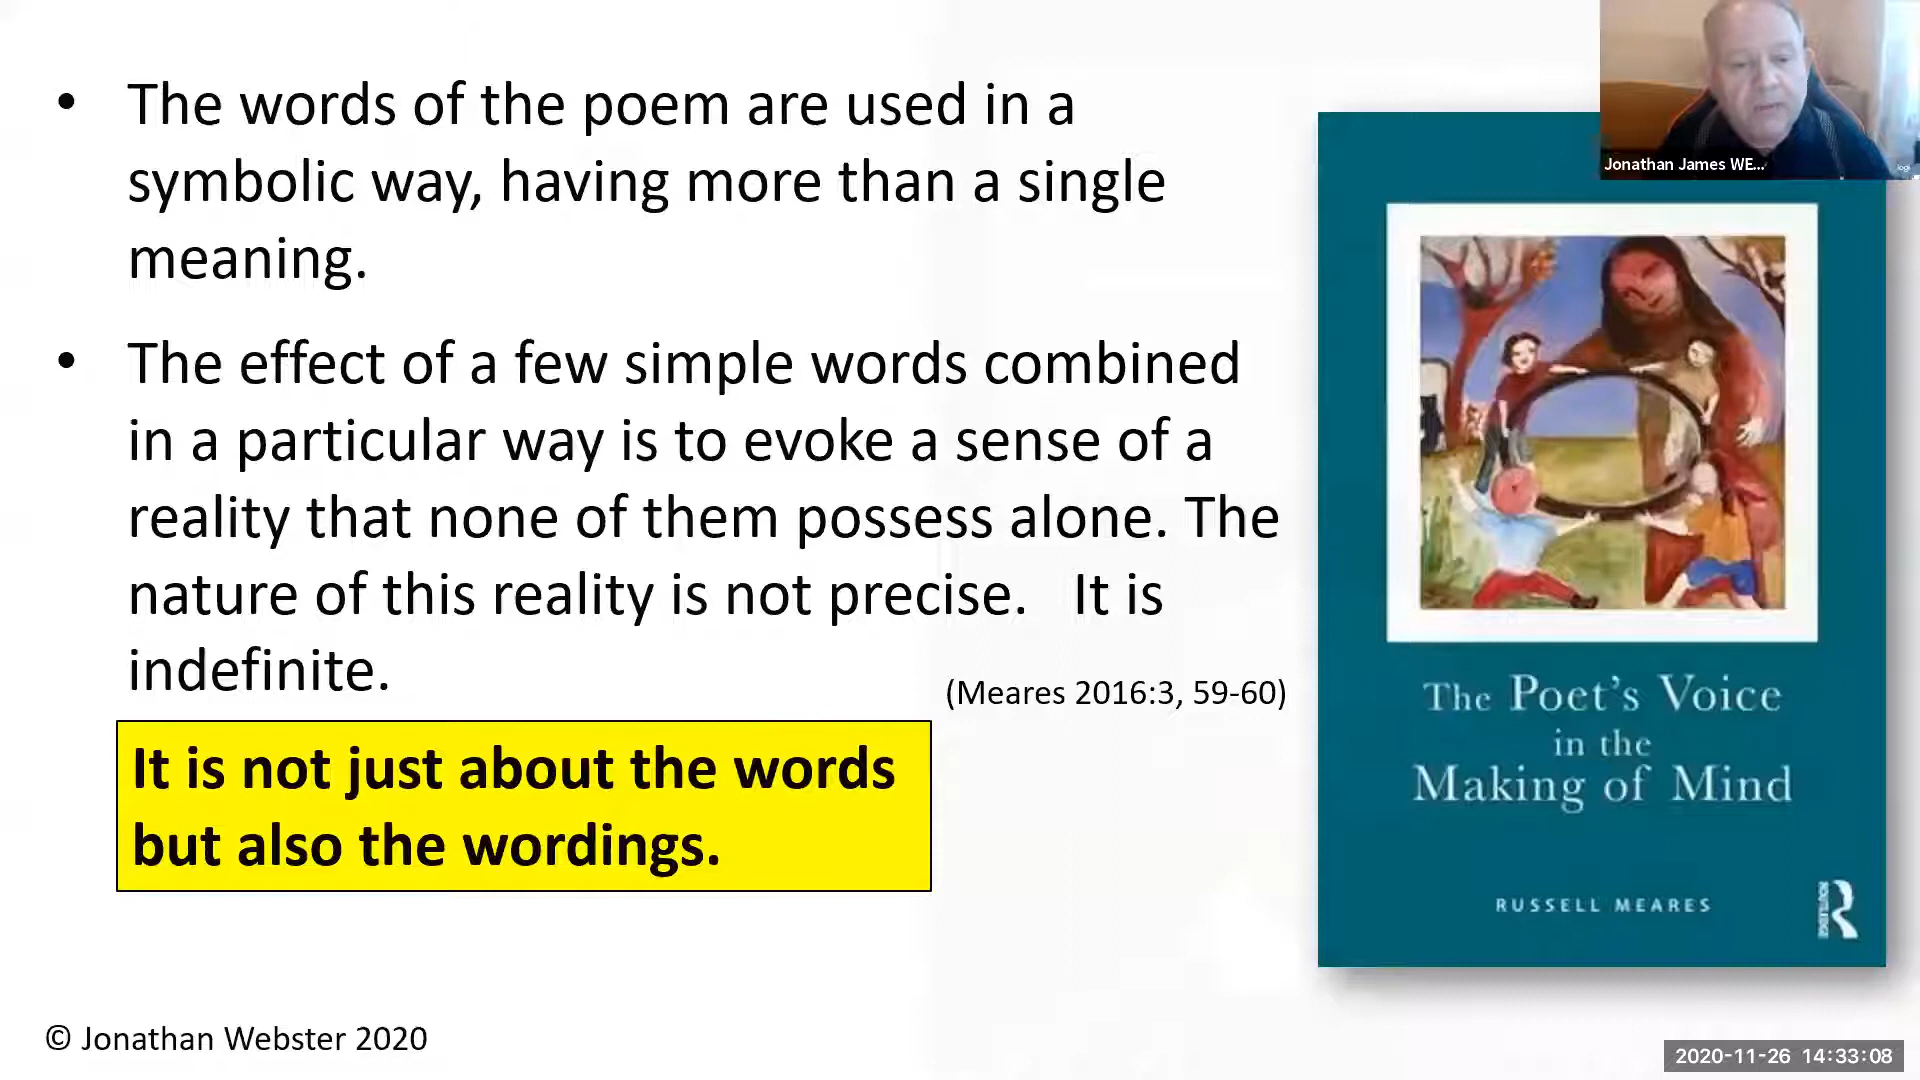 • The words of the poem are used in a
symbolic way, having more than a single
meaning.
• The effect of a few simple words combined
in a particular way is to evoke a sense of a
reality that none of them possess alone. The
nature of this reality is not precise.   It is
indefinite.
(Meares 2016:3, 59-60)
It is not just about the words
but also the wordings.
© Jonathan Webster 2020
Jonathan James WE...
logi
The Poet's Voice
in the
Making of Mind
RUSSELL MEARES
ROUTLEDGE
2020-11-26 14:33:08